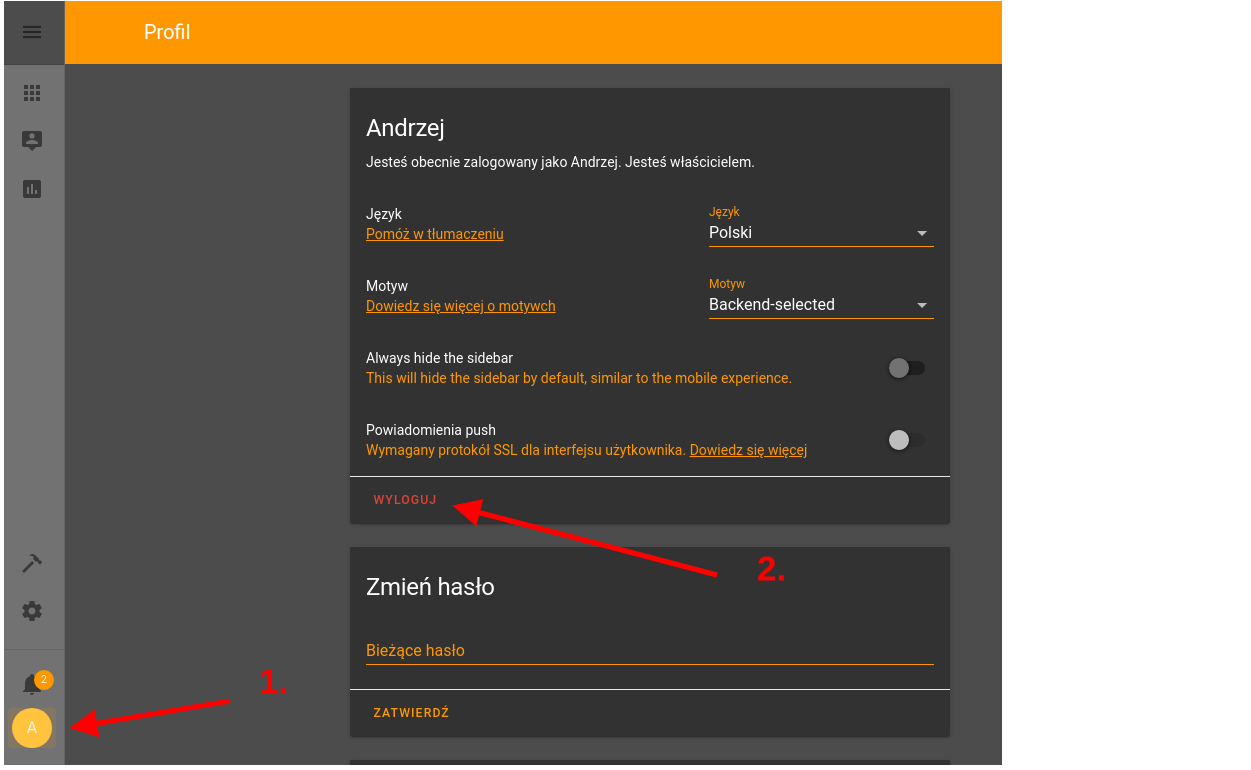 Profil
Andrzej
Jesteś obecnie zalogowany jako Andrzej. Jesteś właścicielem.
Język
Pomóż w tłumaczeniu
Język
Polski
Motyw
Dowiedz się więcej o motywch
Motyw
Backend-selected
Always hide the sidebar
This will hide the sidebar by default, similar to the mobile experience.
Powiadomienia push
Wymagany protokół SSL dla interfejsu użytkownika. Dowiedz się więcej
WYLOGUJ
2.
Zmień hasło
Bieżące hasło
ZATWIERDŹ
1.
2
A